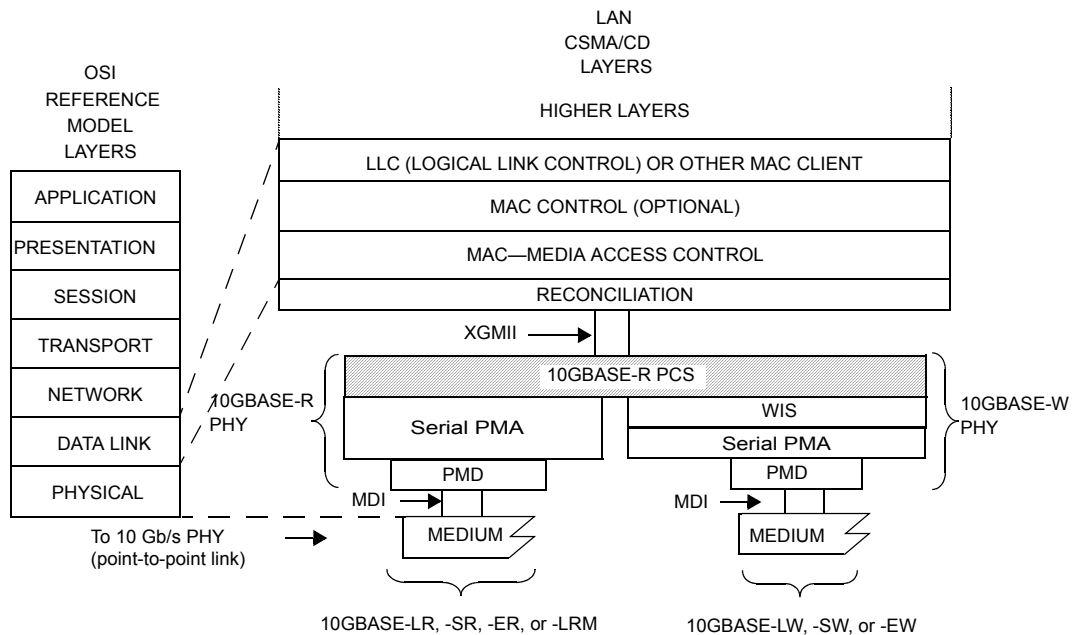 LAN
CSMA/CD
LAYERS
OSI
REFERENCE
MODEL
LAYERS
HIGHER LAYERS
LLC (LOGICAL LINK CONTROL) OR OTHER MAC CLIENT
MAC CONTROL (OPTIONAL)
MAC—MEDIA ACCESS CONTROL
RECONCILIATION
APPLICATION
PRESENTATION
SESSION
TRANSPORT
NETWORK
DATA LINK
PHYSICAL
XGMII
10GBASE-R PCS
10GBASE-R
PHY
Serial PMA
WIS
Serial PMA
10GBASE-W
PHY
PMD
PMD
MDI
MDI
MEDIUM
MEDIUM
To 10 Gb/s PHY
(point-to-point link)
10GBASE-LR, -SR, -ER, or -LRM
10GBASE-LW, -SW, or -EW